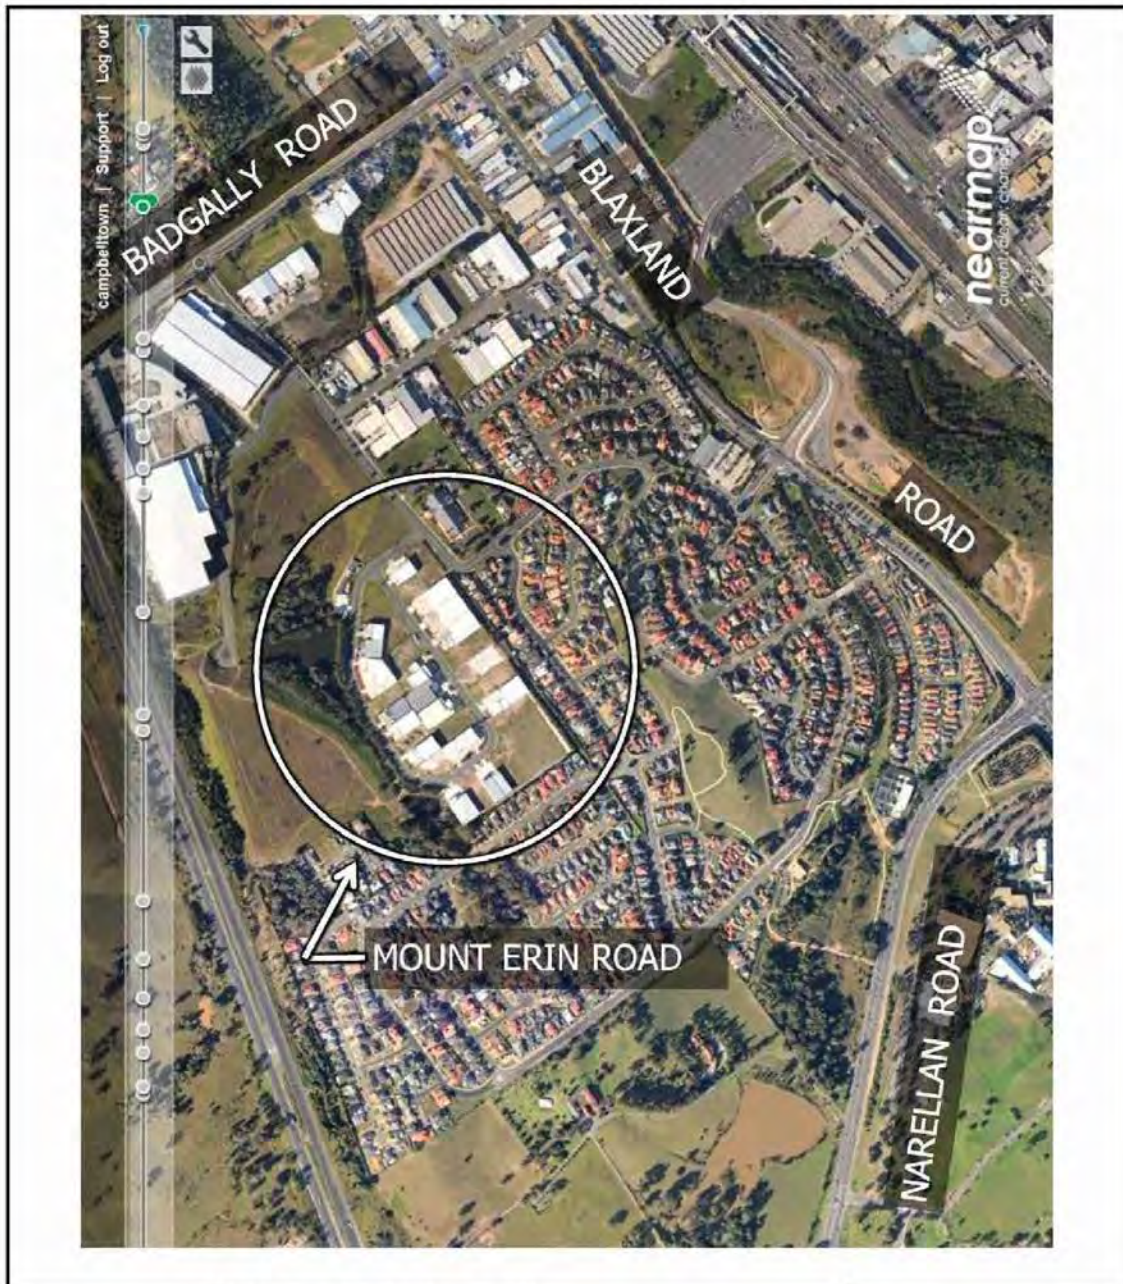 campbelltown | Support | Log out
BADGALLY ROAD
BLAXLAND
nearmap
ROAD
MOUNT ERIN ROAD
NARELLAN ROAD